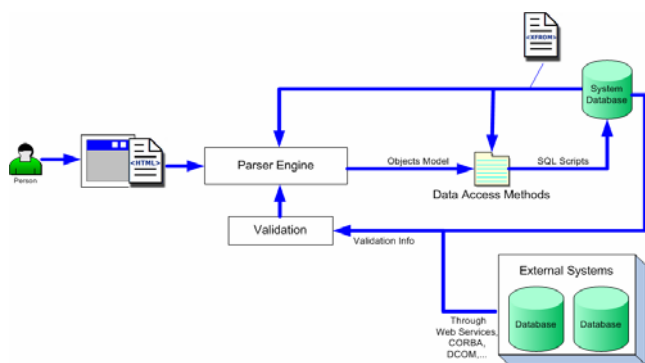 <XFROM>
System
Database
<HTML>
Person
Parser Engine
Objects Model
SQL Scripts
Data Access Methods
Validation
Validation Info
External Systems
Database
Database
Through
Web Services,
CORBA,
DCOM,...